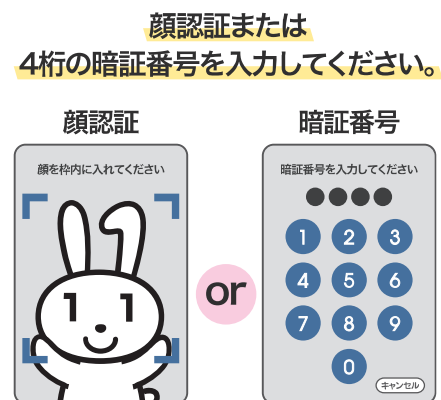 顔認証または
4桁の暗証番号を入力してください。
顔認証
顔を枠内に入れてください
or
暗証番号
暗証番号を入力してください
1 2 3
4 5 6
7 8 9
0
キャンセル